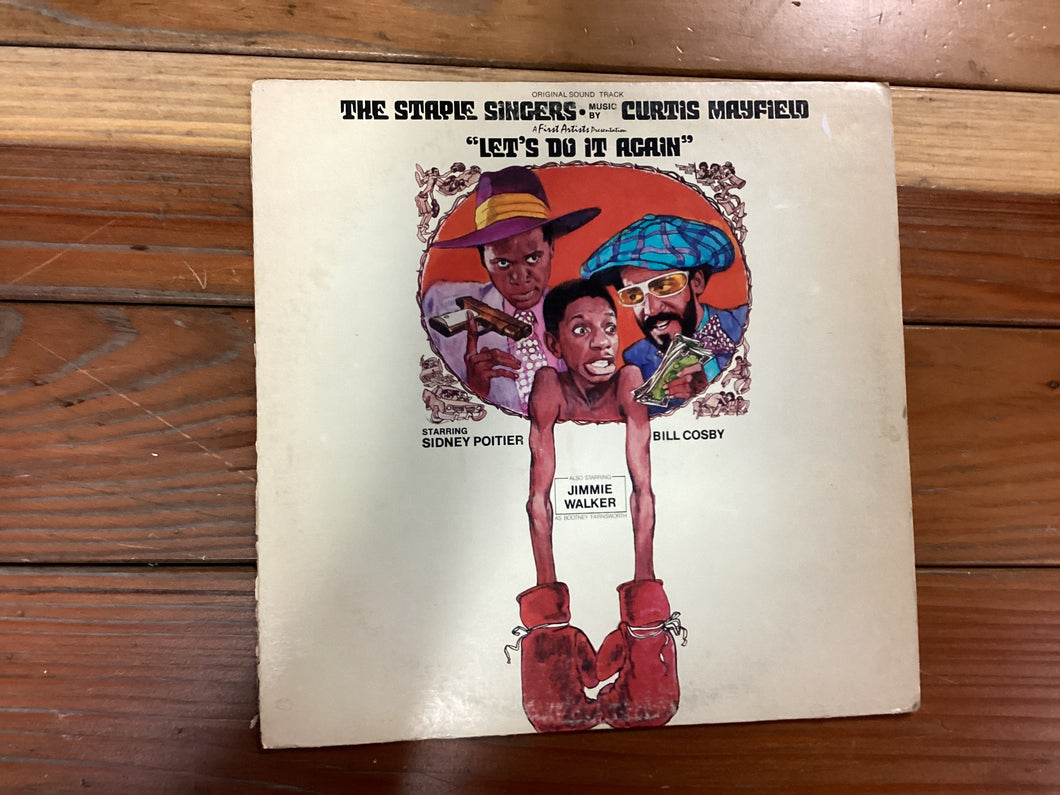 ORIGINAL SOUND TRACK
THE STAPLE SINGERS • MUSIC BY CURTIS MAYFIELD
A First Artists Presentation
"LET'S DO IT AGAIN"
STARRING
SIDNEY POITIER
BILL COSBY
ALSO STARRING
JIMMIE
WALKER
AS BOOTNEY FARNSWORTH